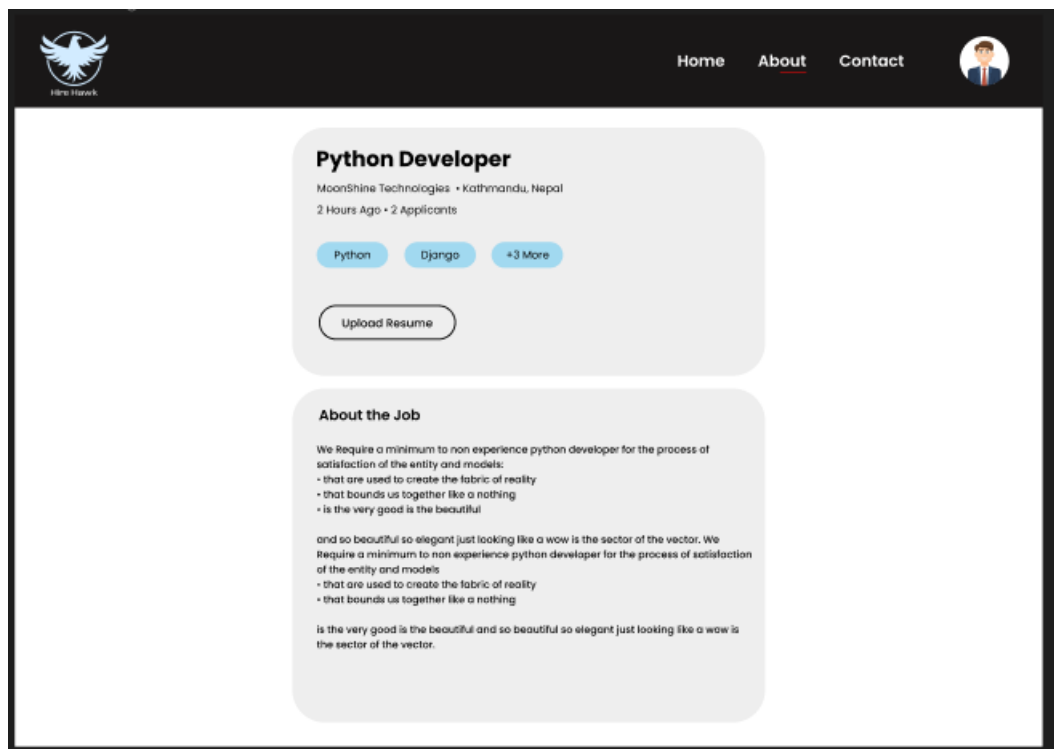 Hire Hawk
Home About Contact
Python Developer
MoonShine Technologies • Kathmandu, Nepal
2 Hours Ago • 2 Applicants
Python Django +3 More
Upload Resume
About the Job
We Require a minimum to non experience python developer for the process of
satisfaction of the entity and models:
• that are used to create the fabric of reality
• that bounds us together like a nothing
• is the very good is the beautiful
and so beautiful so elegant just looking like a wow is the sector of the vector. We
Require a minimum to non experience python developer for the process of satisfaction
of the entity and models
• that are used to create the fabric of reality
• that bounds us together like a nothing
is the very good is the beautiful and so beautiful so elegant just looking like a wow is
the sector of the vector.